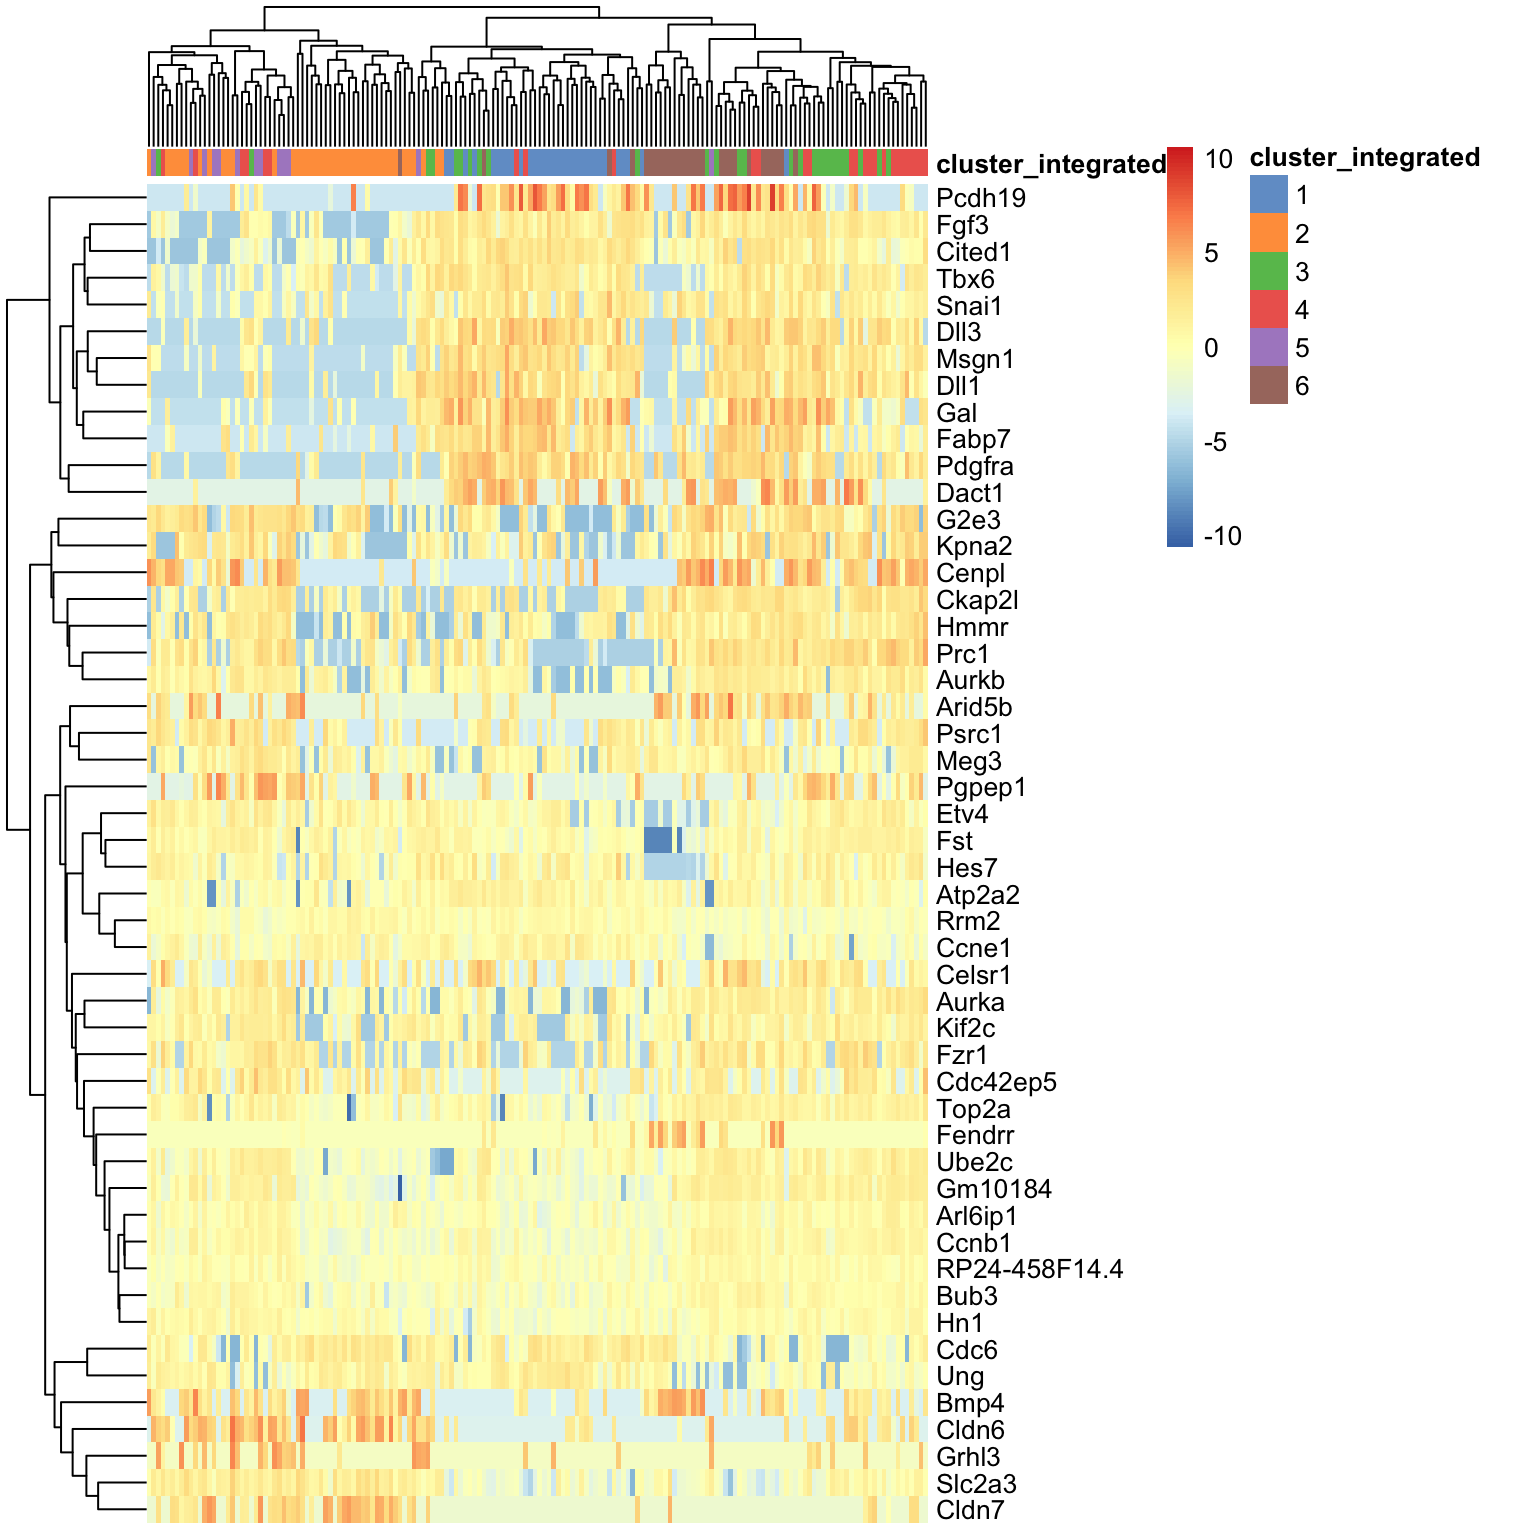 cluster_integrated
Pcdh19
Fgf3
Cited1
Tbx6
Snai1
Dll3
Msgn1
Dll1
Gal
Fabp7
Pdgfra
Dact1
G2e3
Kpna2
Cenpl
Ckap2l
Hmmr
Prc1
Aurkb
Arid5b
Psrc1
Meg3
Pgpep1
Etv4
Fst
Hes7
Atp2a2
Rrm2
Ccne1
Celsr1
Aurka
Kif2c
Fzr1
Cdc42ep5
Top2a
Fendrr
Ube2c
Gm10184
Arl6ip1
Ccnb1
RP24-458F14.4
Bub3
Hn1
Cdc6
Ung
Bmp4
Cldn6
Grhl3
Slc2a3
Cldn7
10
5
0
-5
-10
cluster_integrated
1
2
3
4
5
6